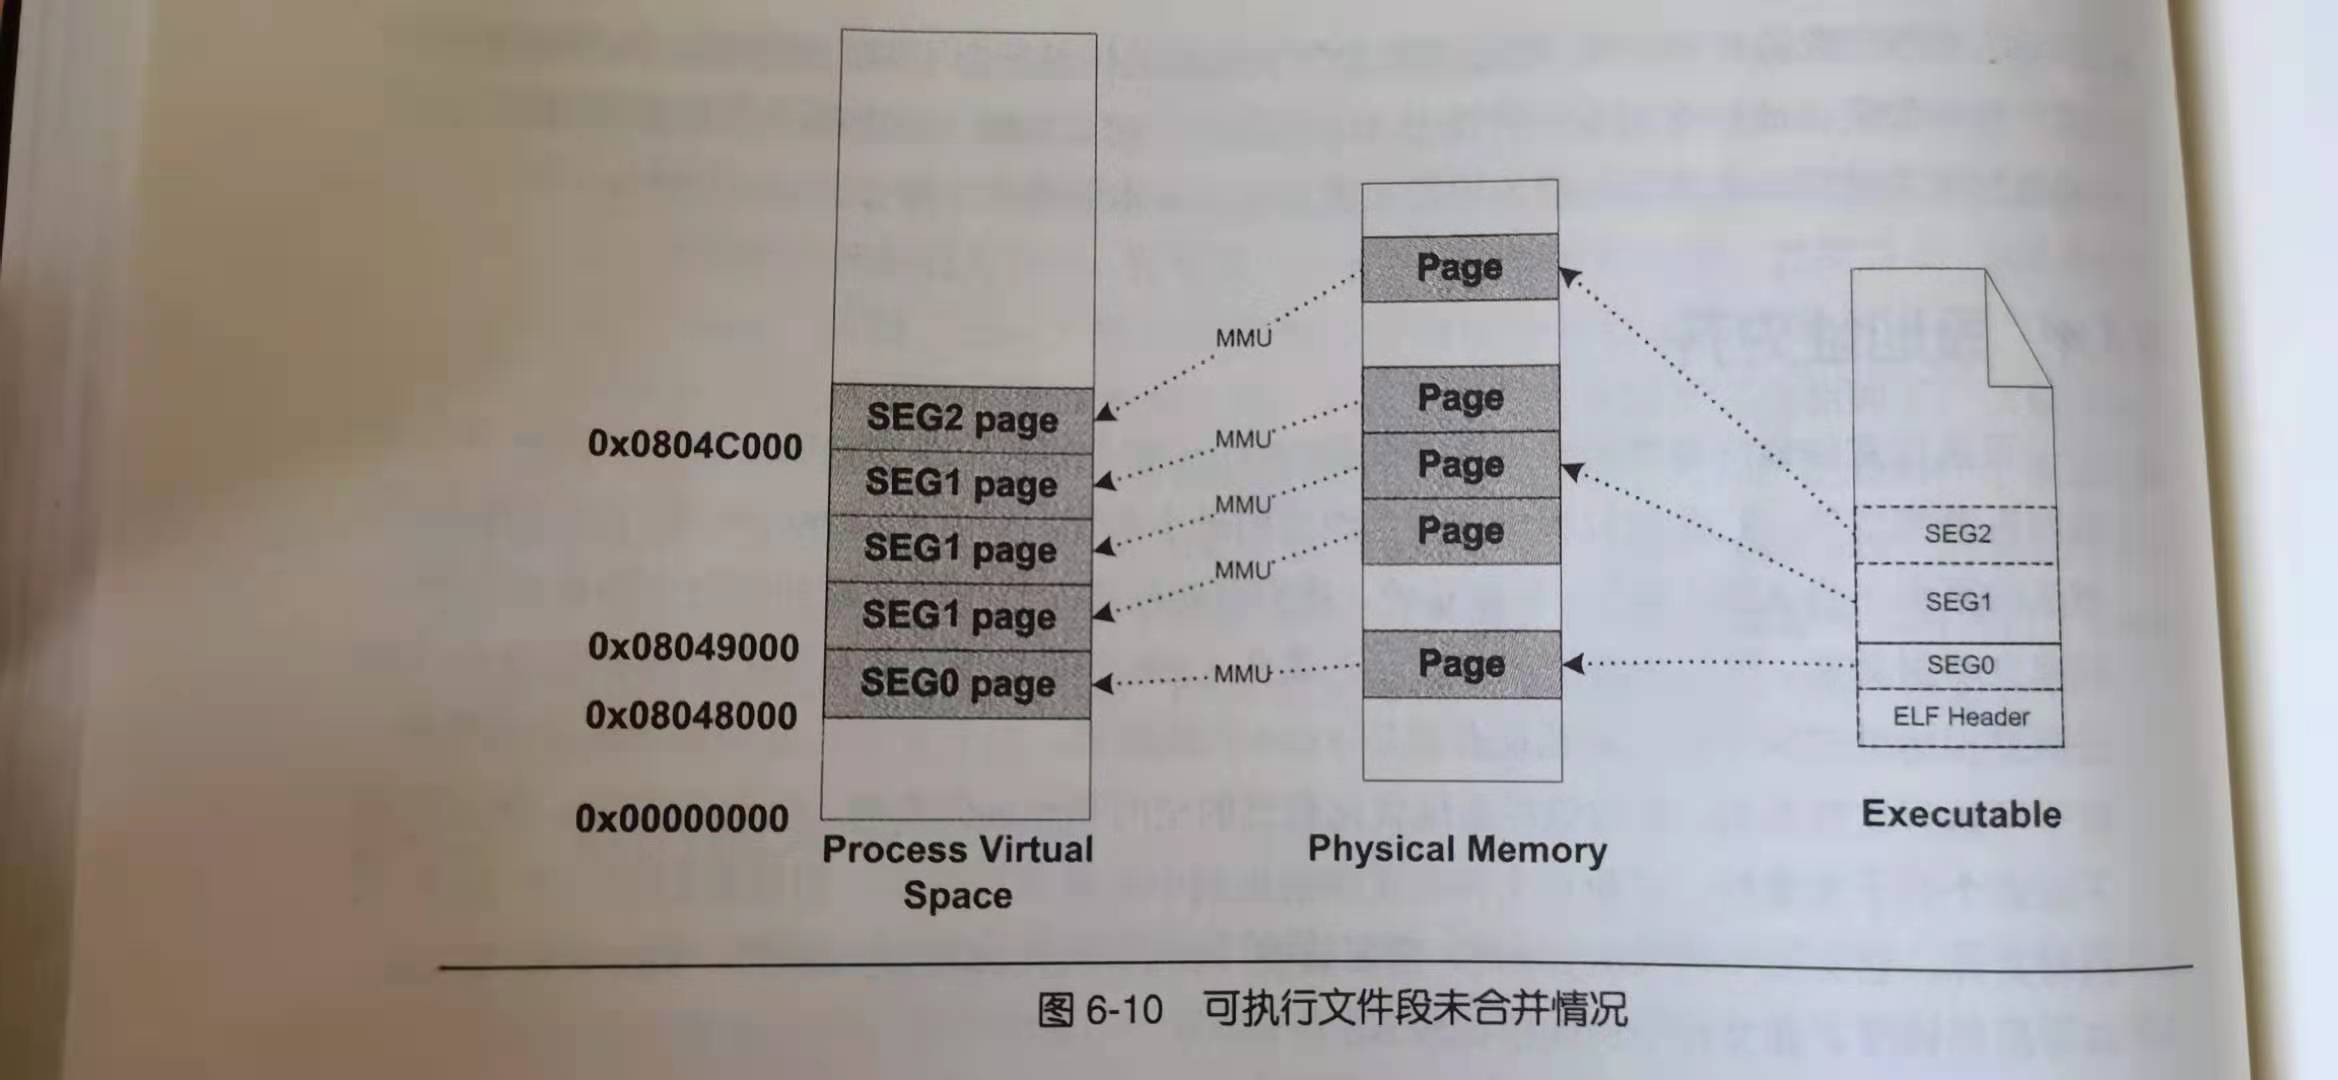 0x0804C000
0x08049000
0x08048000
0x00000000
SEG2 page
SEG1 page
SEG1 page
SEG1 page
SEG0 page
Process Virtual
Space
MMU
MMU
MMU
MMU
MMU
Page
Page
Page
Page
Page
Physical Memory
SEG2
SEG1
SEG0
ELF Header
Executable
图 6-10 可执行文件段未合并情况